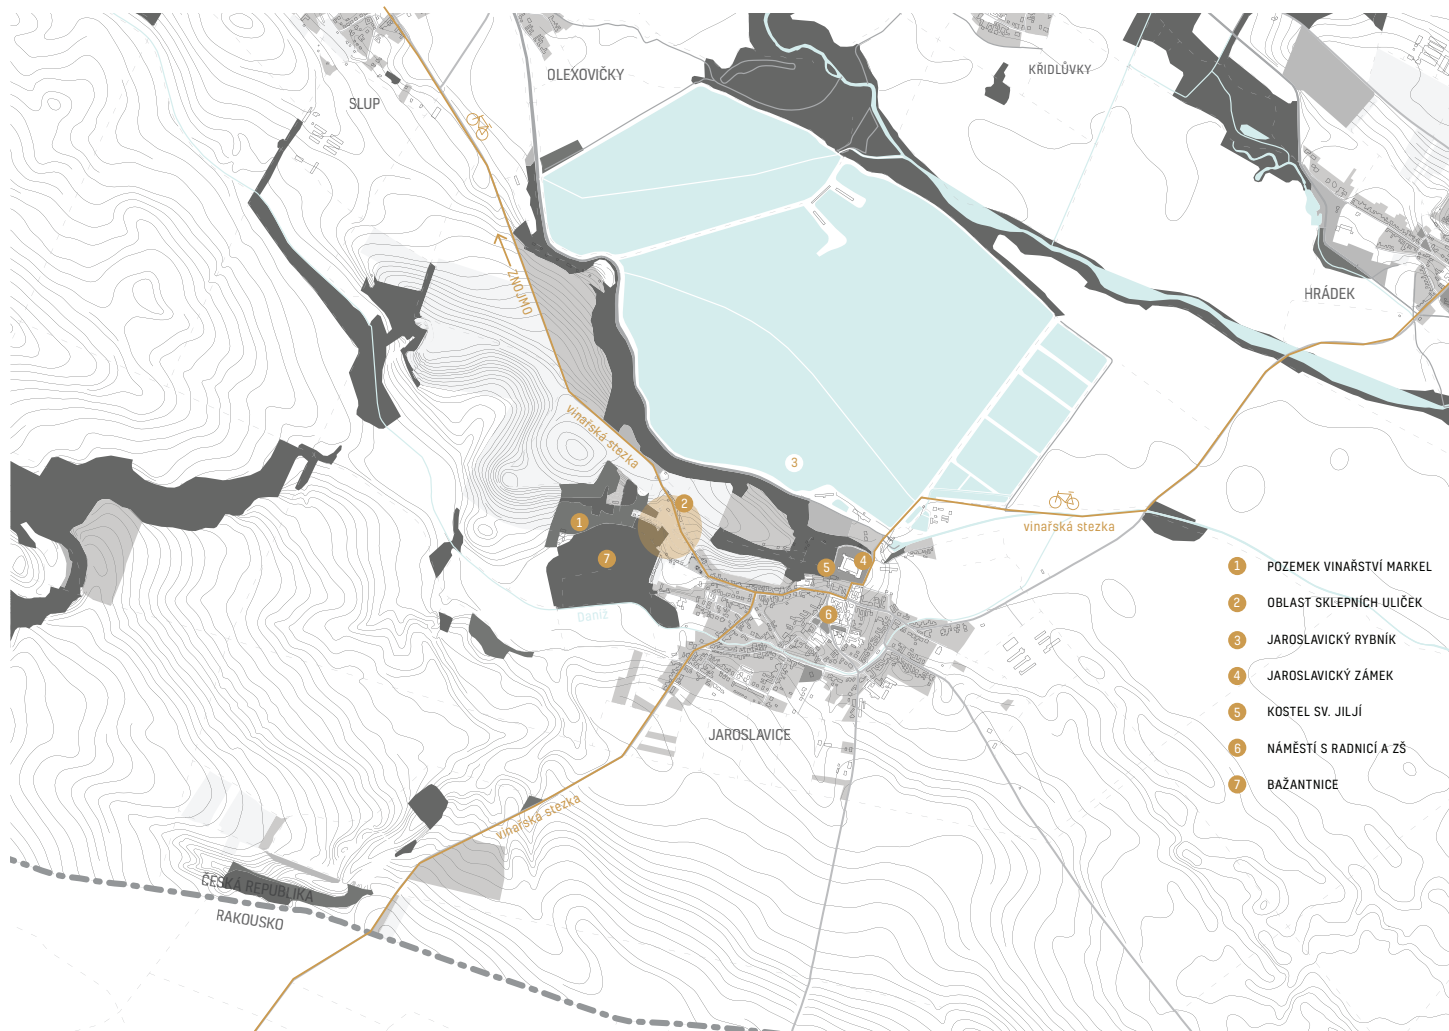 OLEXOVIČKY
KŘIDLŮVKY
SLUP
ZNOJMO
HRÁDEK
vinařská stezka
3
2
1
vinařská stezka
7
5
4
6
Daníž
JAROSLAVICE
vinařská stezka
ČESKÁ REPUBLIKA
RAKOUSKO
1 POZEMEK VINAŘSTVÍ MARKEL
2 OBLAST SKLEPNÍCH ULIČEK
3 JAROSLAVICKÝ RYBNÍK
4 JAROSLAVICKÝ ZÁMEK
5 KOSTEL SV. JILJÍ
6 NÁMĚSTÍ S RADNICÍ A ZŠ
7 BAŽANTNICE